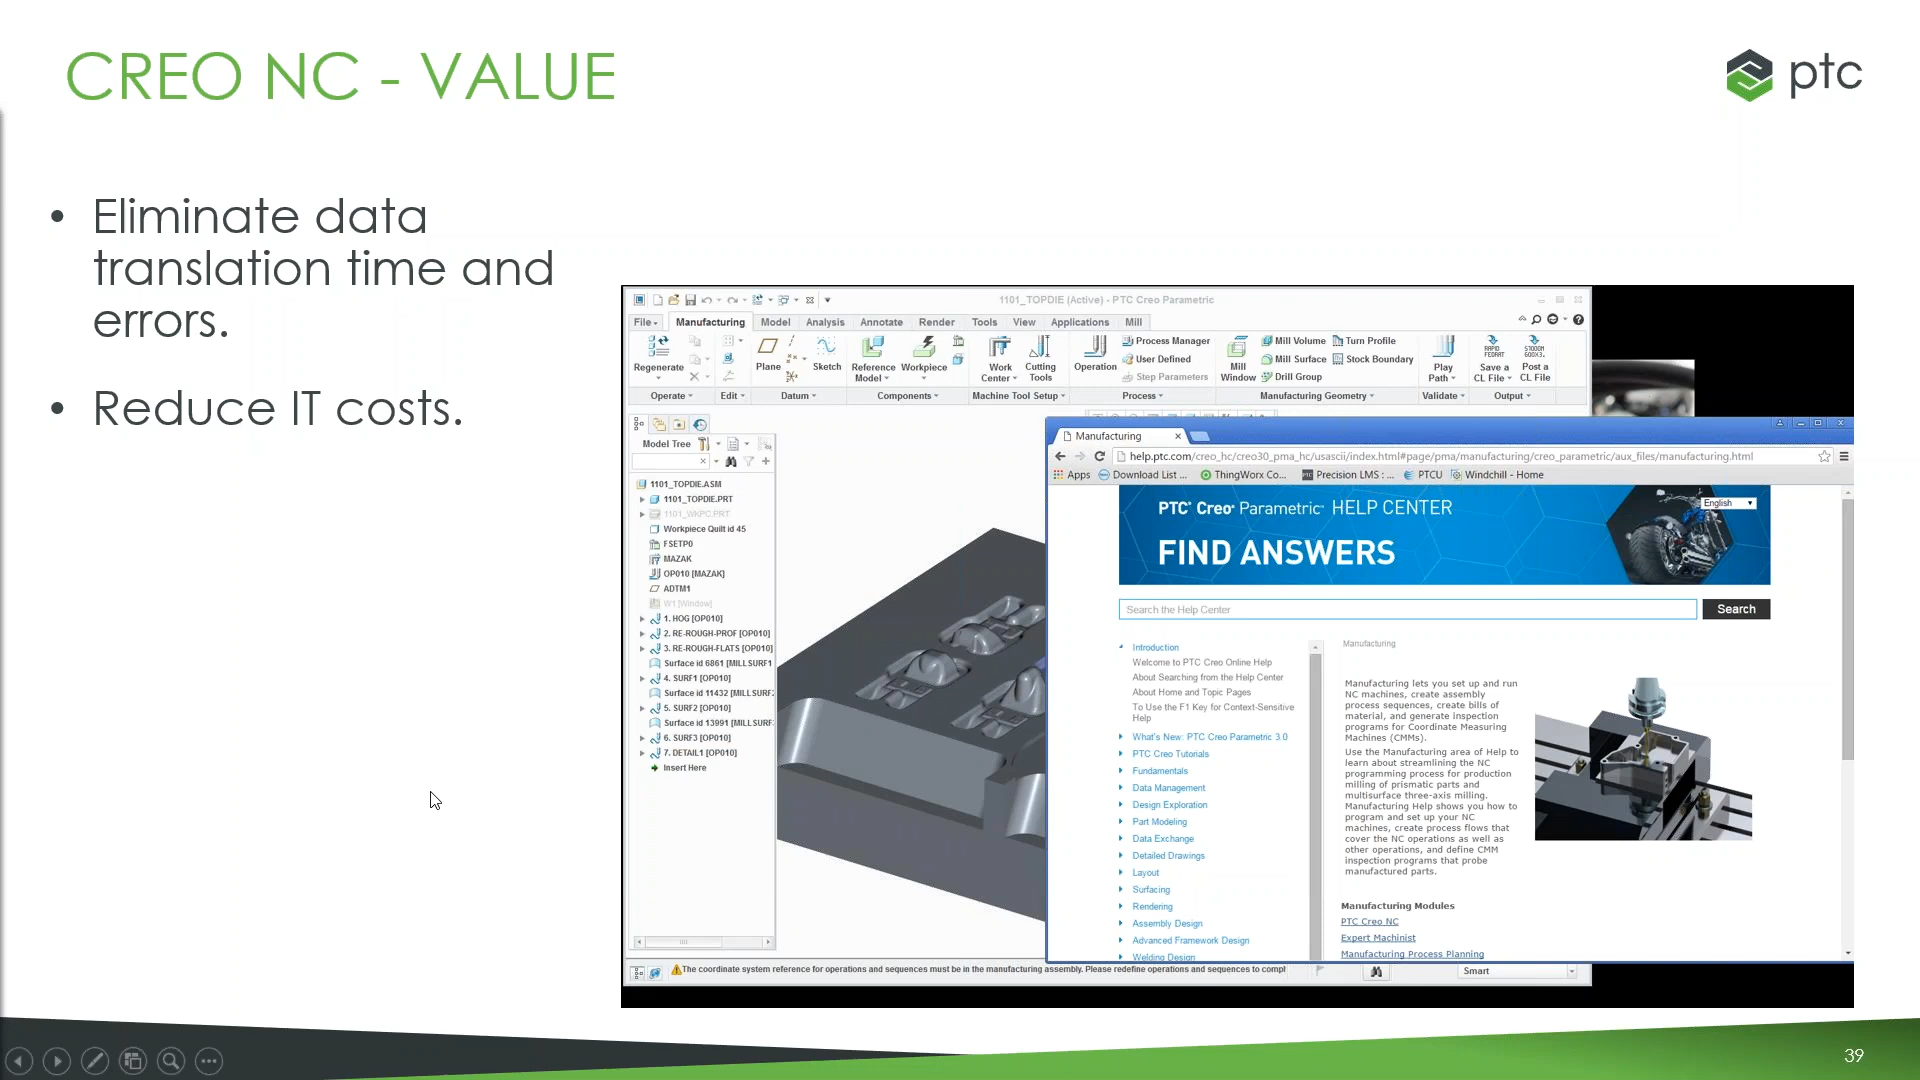 CREO NC - VALUE
ptc
• Eliminate data
translation time and
errors.
• Reduce IT costs.
1101_TOPDIE (Active) - PTC Creo Parametric
File Manufacturing Model Analysis Annotate Render Tools View Applications Mill
Regenerate
Plane
Sketch
Reference
Model
Workpiece
Work
Center
Cutting
Tools
Operation
Process Manager
User Defined
Step Parameters
Mill
Window
Mill Volume
Mill Surface
Drill Group
Turn Profile
Stock Boundary
Play
Path
RAPID
FEDRAT
Save a
CL File
Post a
CL File
Operate Edit Datum Components Machine Tool Setup Process Manufacturing Geometry Validate Output
Model Tree
1101_TOPDIE.ASM
1101_TOPDIE.PRT
1101_WKPC.PRT
Workpiece Quilt id 45
FSETP0
MAZAK
OP010 [MAZAK]
ADTM1
W1 [Window]
1. HOG [OP010]
2. RE-ROUGH-PROF [OP010]
3. RE-ROUGH-FLATS [OP010]
Surface id 6861 [MILLSURF1
4. SURF1 [OP010]
Surface id 11432 [MILLSURF
5. SURF2 [OP010]
Surface id 13991 [MILLSURF
6. SURF3 [OP010]
7. DETAIL1 [OP010]
Insert Here
Manufacturing
help.ptc.com/creo_hc/creo30_pma_hc/usascii/index.html#page/pma/manufacturing/creo_parametric/aux_files/manufacturing.html
Apps Download List ... ThingWorx Co... Precision LMS : ... PTCU Windchill - Home
PTC Creo Parametric HELP CENTER
English
FIND ANSWERS
Search the Help Center
Search
Introduction
Welcome to PTC Creo Online Help
About Searching from the Help Center
About Home and Topic Pages
To Use the F1 Key for Context-Sensitive
Help
What's New: PTC Creo Parametric 3.0
PTC Creo Tutorials
Fundamentals
Data Management
Design Exploration
Part Modeling
Data Exchange
Detailed Drawings
Layout
Surfacing
Rendering
Assembly Design
Advanced Framework Design
Welding Design
Manufacturing
Manufacturing lets you set up and run
NC machines, create assembly
process sequences, create bills of
material, and generate inspection
programs for Coordinate Measuring
Machines (CMMs).
Use the Manufacturing area of Help to
learn about streamlining the NC
programming process for production
milling of prismatic parts and
multisurface three-axis milling.
Manufacturing Help shows you how to
program and set up your NC
machines, create process flows that
cover the NC operations as well as
other operations, and define CMM
inspection programs that probe
manufactured parts.
Manufacturing Modules
PTC Creo NC
Expert Machinist
Manufacturing Process Planning
The coordinate system reference for operations and sequences must be in the manufacturing assembly. Please redefine operations and sequences to compl
Smart
39